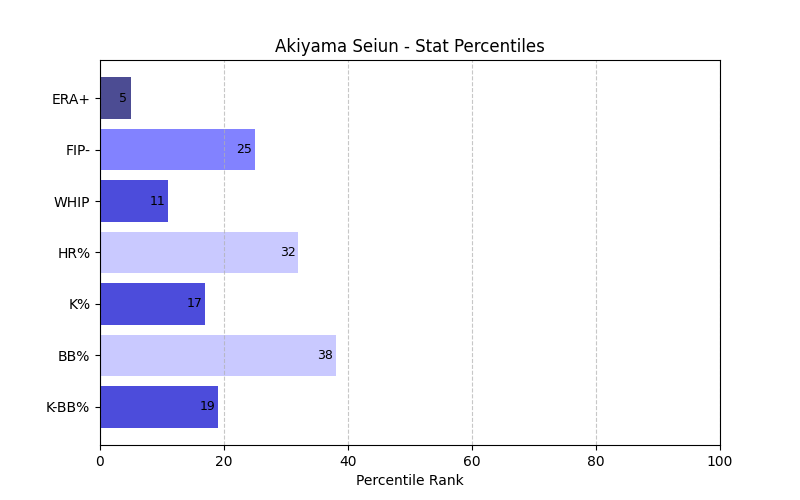 Akiyama Seiun - Stat Percentiles
ERA+ 5
FIP- 25
WHIP 11
HR% 32
K% 17
BB% 38
K-BB% 19
0 20 40 60 80 100
Percentile Rank